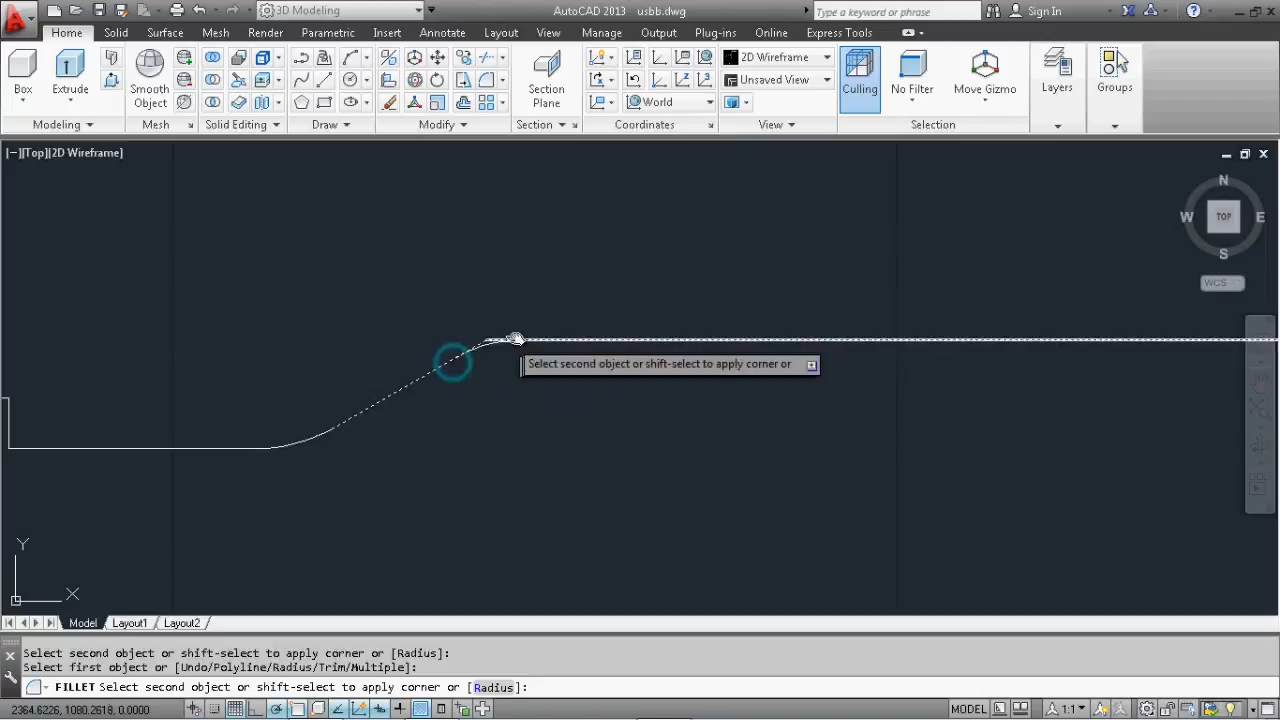 3D Modeling
AutoCAD 2013 usbb.dwg
Type a keyword or phrase
Sign In
Home Solid Surface Mesh Render Parametric Insert Annotate Layout View Manage Output Plug-ins Online Express Tools
Box
Extrude
Smooth
Object
Section
Plane
World
2D Wireframe
Unsaved View
Culling
No Filter
Move Gizmo
Layers
Groups
Modeling Mesh Solid Editing Draw Modify Section Coordinates View Selection
[−][Top][2D Wireframe]
N
W TOP E
S
WCS
Select second object or shift-select to apply corner or
Y
X
Model Layout1 Layout2
Select second object or shift-select to apply corner or [Radius]:
Select first object or [Undo/Polyline/Radius/Trim/Multiple]:
FILLET Select second object or shift-select to apply corner or [Radius]:
2364.6226, 1080.2618, 0.0000
MODEL
1:1